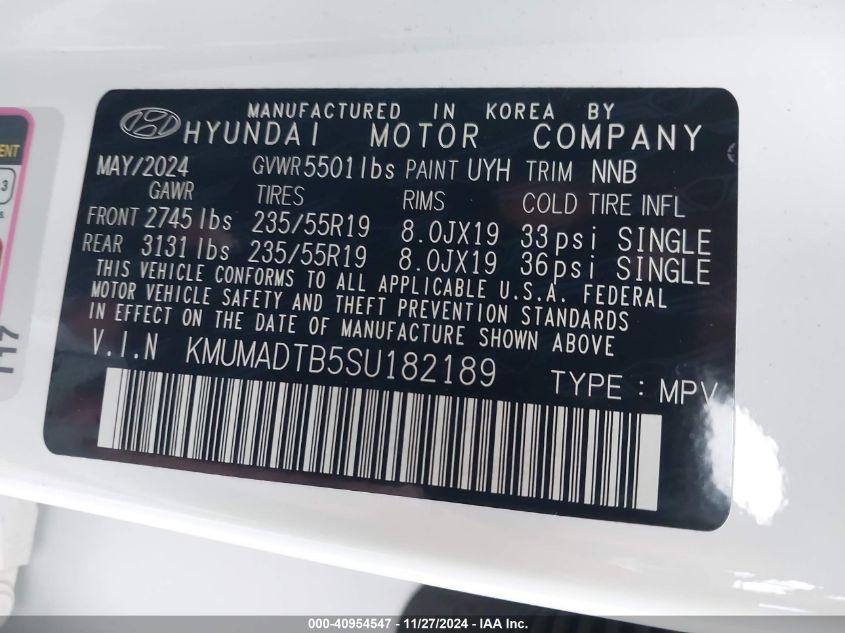 MANUFACTURED IN KOREA BY
HYUNDAI MOTOR COMPANY
MAY/2024 GVWR 5501 lbs PAINT UYH TRIM NNB
GAWR TIRES RIMS COLD TIRE INFL
FRONT 2745 lbs 235/55R19 8.0JX19 33psi SINGLE
REAR 3131 lbs 235/55R19 8.0JX19 36psi SINGLE
THIS VEHICLE CONFORMS TO ALL APPLICABLE U.S.A. FEDERAL
MOTOR VEHICLE SAFETY AND THEFT PREVENTION STANDARDS
IN EFFECT ON THE DATE OF MANUFACTURE SHOWN ABOVE
V.I.N KMUMADTB5SU182189 TYPE : MPV
3
717
000-40954547 - 11/27/2024 - IAAI Inc.